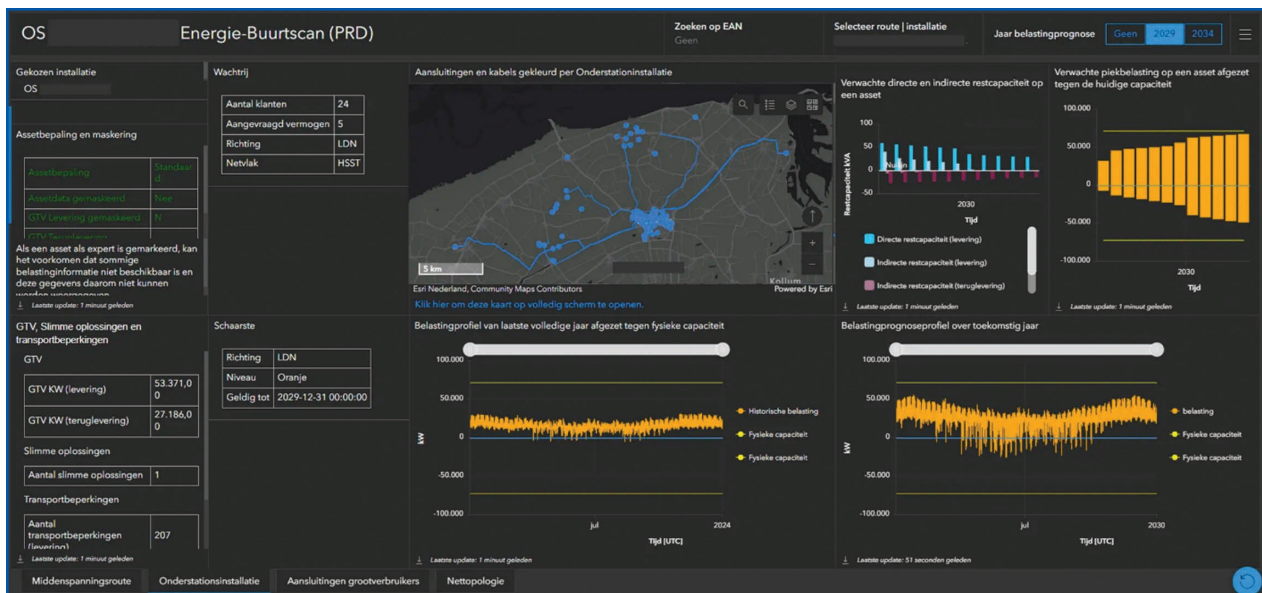 OS Energie-Buurtscan (PRD)
Zoeken op EAN
Geen
Selecteer route | installatie
Jaar belastingprognose
Geen 2029 2034
Gekozen installatie
OS
Assetbepaling en maskering
Assetbepaling Standaar
d
Assetdata gemaskeerd Nee
GTV Levering gemaskeerd N
GTV Teruglevering
Als een asset als expert is gemarkeerd, kan
het voorkomen dat sommige
belastinginformatie niet beschikbaar is en
deze gegevens daarom niet kunnen
worden weergegeven
Laatste update: 1 minuut geleden
Wachtrij
Aantal klanten 24
Aangevraagd vermogen 5
Richting LDN
Netvlak HSST
Aansluitingen en kabels gekleurd per Onderstationinstallatie
5 km
Kollum
Esri Nederland, Community Maps Contributors
Powered by Esri
Klik hier om deze kaart op volledig scherm te openen.
Verwachte directe en indirecte restcapaciteit op
een asset
Restcapaciteit kVA
100
50
0
-50
2030
Tijd
Directe restcapaciteit (levering)
Indirecte restcapaciteit (levering)
Indirecte restcapaciteit (teruglevering)
Laatste update: 1 minuut geleden
Verwachte piekbelasting op een asset afgezet
tegen de huidige capaciteit
100.000
50.000
0
-50.000
-100.000
2030
Tijd
Laatste update: 1 minuut geleden
GTV, Slimme oplossingen en
transportbeperkingen
GTV
GTV KW (levering) 53.371,0
0
GTV KW (teruglevering) 27.186,0
0
Slimme oplossingen
Aantal slimme oplossingen 1
Transportbeperkingen
Aantal
transportbeperkingen 207
(levering)
Laatste update: 1 minuut geleden
Schaarste
Richting LDN
Niveau Oranje
Geldig tot 2029-12-31 00:00:00
Belastingprofiel van laatste volledige jaar afgezet tegen fysieke capaciteit
kW
100.000
50.000
0
-50.000
-100.000
jul 2024
Tijd [UTC]
Historische belasting
Fysieke capaciteit
Fysieke capaciteit
Laatste update: 1 minuut geleden
Belastingprognoseprofiel over toekomstig jaar
kW
100.000
50.000
0
-50.000
-100.000
jul 2030
Tijd [UTC]
belasting
Fysieke capaciteit
Fysieke capaciteit
Laatste update: 51 seconden geleden
Middenspanningsroute Onderstationsinstallatie Aansluitingen grootverbruikers Nettopologie